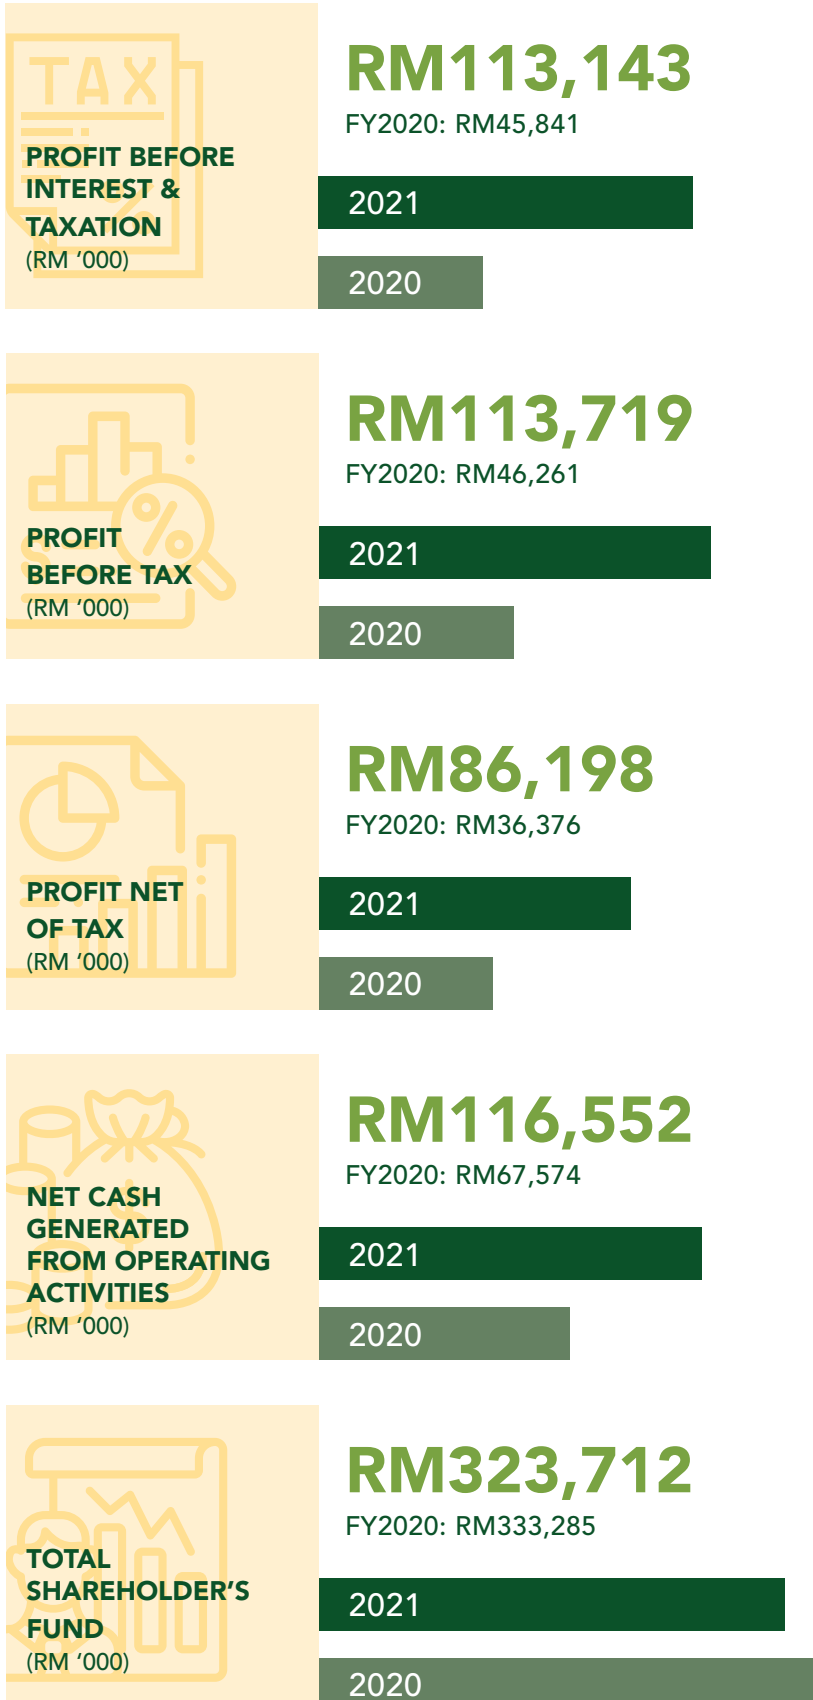 TAX
PROFIT BEFORE
INTEREST &
TAXATION
(RM ‘000)
RM113,143
FY2020: RM45,841
2021
2020
PROFIT
BEFORE TAX
(RM ‘000)
RM113,719
FY2020: RM46,261
2021
2020
PROFIT NET
OF TAX
(RM ‘000)
RM86,198
FY2020: RM36,376
2021
2020
NET CASH
GENERATED
FROM OPERATING
ACTIVITIES
(RM ‘000)
RM116,552
FY2020: RM67,574
2021
2020
TOTAL
SHAREHOLDER’S
FUND
(RM ‘000)
RM323,712
FY2020: RM333,285
2021
2020